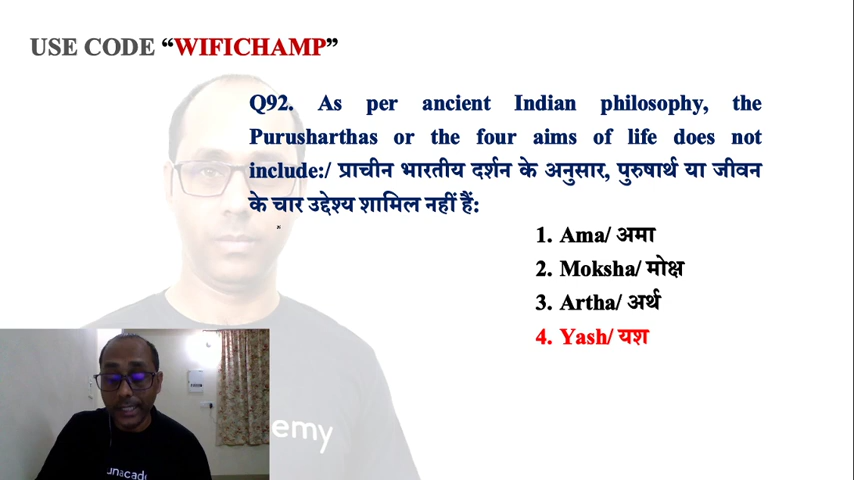 USE CODE “WIFICHAMP”
Q92. As per ancient Indian philosophy, the
Purusharthas or the four aims of life does not
include:/ प्राचीन भारतीय दर्शन के अनुसार, पुरुषार्थ या जीवन
के चार उद्देश्य शामिल नहीं हैं:
1. Ama/ अमा
2. Moksha/ मोक्ष
3. Artha/ अर्थ
4. Yash/ यश